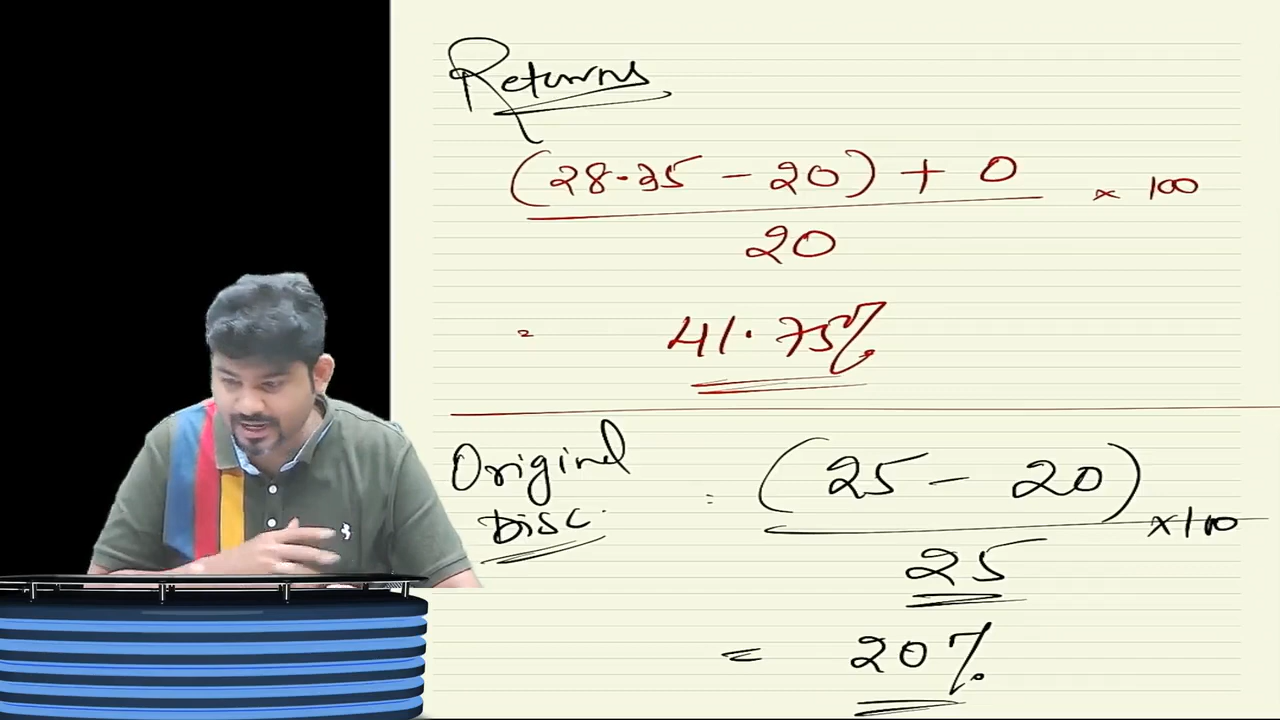 Returns
(28.35 - 20) + 0 × 100
20
= 41.75%
Original Disc. = (25 - 20) ×100
25
= 20%